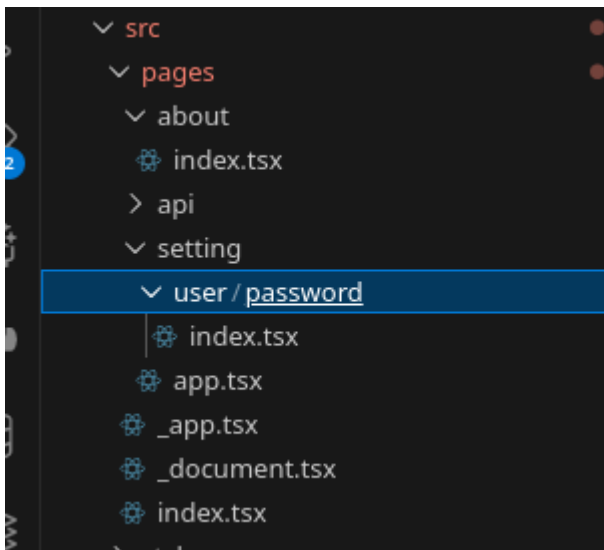 src
pages
about
index.tsx
api
setting
user/password
index.tsx
app.tsx
_app.tsx
_document.tsx
index.tsx
2